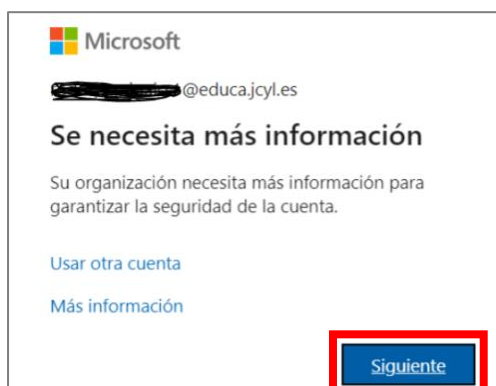 Microsoft
@educa.jcyl.es
Se necesita más información
Su organización necesita más información para
garantizar la seguridad de la cuenta.
Usar otra cuenta
Más información
Siguiente